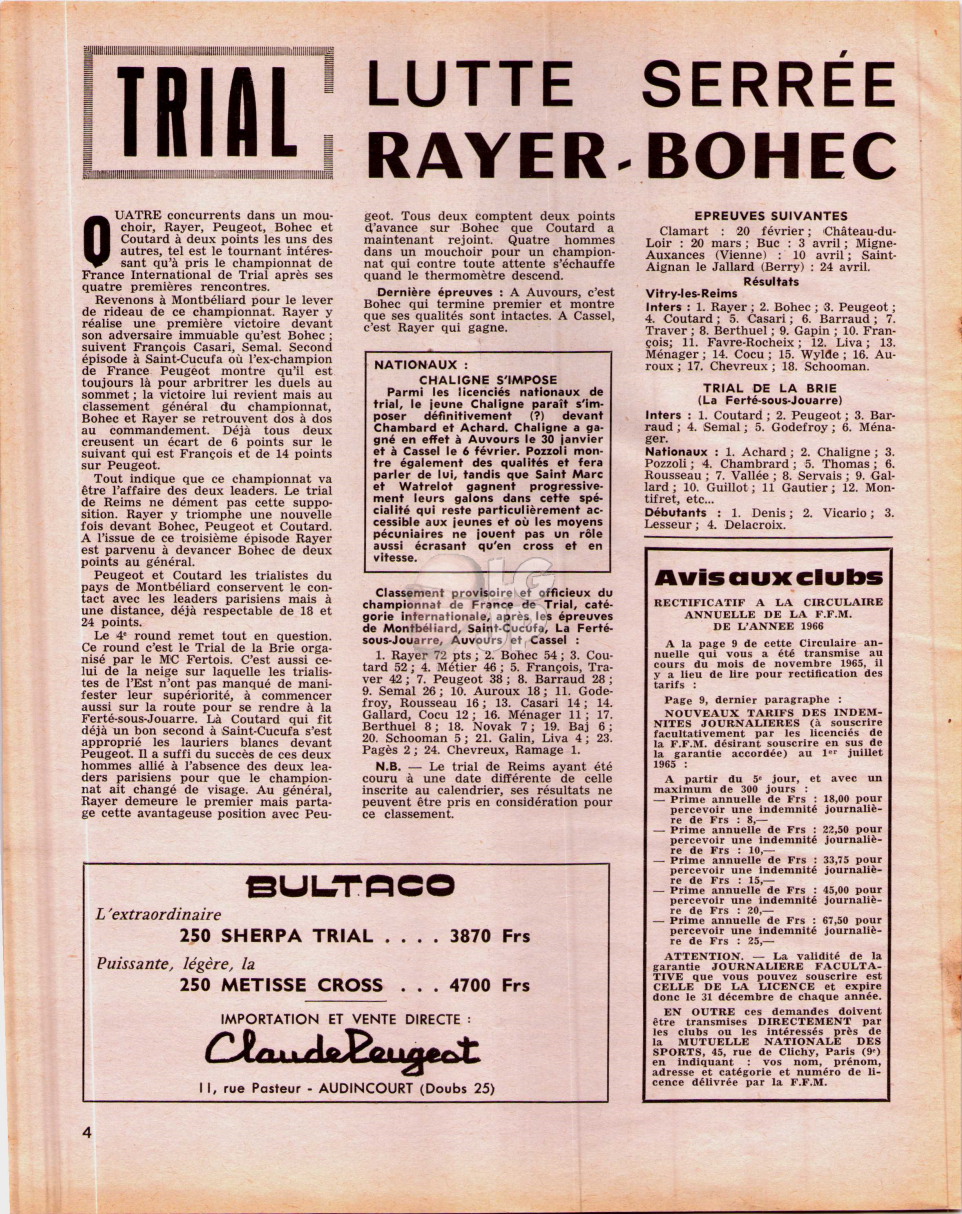 TRIAL
LUTTE SERRÉE
RAYER-BOHEC
QUATRE concurrents dans un mou-
choir, Rayer, Peugeot, Bohec et
Coutard à deux points les uns des
autres, tel est le tournant intéres-
sant qu'à pris le championnat de
France International de Trial après ses
quatre premières rencontres.
Revenons à Montbéliard pour le lever
de rideau de ce championnat. Rayer y
réalise une première victoire devant
son adversaire immuable qu'est Bohec ;
suivent François Casari, Semal. Second
épisode à Saint-Cucufa où l'ex-champion
de France Peugeot montre qu'il est
toujours là pour arbritrer les duels au
sommet ; la victoire lui revient mais au
classement général du championnat,
Bohec et Rayer se retrouvent dos à dos
au commandement. Déjà tous deux
creusent un écart de 6 points sur le
suivant qui est François et de 14 points
sur Peugeot.
Tout indique que ce championnat va
être l'affaire des deux leaders. Le trial
de Reims ne dément pas cette suppo-
sition. Rayer y triomphe une nouvelle
fois devant Bohec, Peugeot et Coutard.
A l'issue de ce troisième épisode Rayer
est parvenu à devancer Bohec de deux
points au général.
Peugeot et Coutard les trialistes du
pays de Montbéliard conservent le con-
tact avec les leaders parisiens mais à
une distance, déjà respectable de 18 et
24 points.
Le 4e round remet tout en question.
Ce round c'est le Trial de la Brie orga-
nisé par le MC Fertois. C'est aussi ce-
lui de la neige sur laquelle les trialis-
tes de l'Est n'ont pas manqué de mani-
fester leur supériorité, à commencer
aussi sur la route pour se rendre à la
Ferté-sous-Jouarre. Là Coutard qui fit
déjà un bon second à Saint-Cucufa s'est
approprié les lauriers blancs devant
Peugeot. Il a suffi du succès de ces deux
hommes allié à l'absence des deux lea-
ders parisiens pour que le champion-
nat ait changé de visage. Au général,
Rayer demeure le premier mais parta-
ge cette avantageuse position avec Peu-
geot. Tous deux comptent deux points
d'avance sur Bohec que Coutard a
maintenant rejoint. Quatre hommes
dans un mouchoir pour un champion-
nat qui contre toute attente s'échauffe
quand le thermomètre descend.
Dernière épreuves : A Auvours, c'est
Bohec qui termine premier et montre
que ses qualités sont intactes. A Cassel,
c'est Rayer qui gagne.
NATIONAUX :
CHALIGNE S'IMPOSE
Parmi les licenciés nationaux de
trial, le jeune Chaligne paraît s'im-
poser définitivement (?) devant
Chambard et Achard. Chaligne a ga-
gné en effet à Auvours le 30 janvier
et à Cassel le 6 février. Pozzoli mon-
tre également des qualités et fera
parler de lui, tandis que Saint Marc
et Watrelot gagnent progressive-
ment leurs galons dans cette spé-
cialité qui reste particulièrement ac-
cessible aux jeunes et où les moyens
pécuniaires ne jouent pas un rôle
aussi écrasant qu'en cross et en
vitesse.
Classement provisoire et officieux du
championnat de France de Trial, caté-
gorie internationale, après les épreuves
de Montbéliard, Saint-Cucufa, La Ferté-
sous-Jouarre, Auvours et Cassel :
1. Rayer 72 pts ; 2. Bohec 54 ; 3. Cou-
tard 52 ; 4. Métier 46 ; 5. François, Tra-
ver 42 ; 7. Peugeot 38 ; 8. Barraud 28 ;
9. Semal 26 ; 10. Auroux 18 ; 11. Gode-
froy, Rousseau 16 ; 13. Casari 14 ; 14.
Gallard, Cocu 12 ; 16. Ménager 11 ; 17.
Berthuel 8 ; 18. Novak 7 ; 19. Baj 6 ;
20. Schooman 5 ; 21. Galin, Liva 4 ; 23.
Pagès 2 ; 24. Chevreux, Ramage 1.
N.B. — Le trial de Reims ayant été
couru à une date différente de celle
inscrite au calendrier, ses résultats ne
peuvent être pris en considération pour
ce classement.
EPREUVES SUIVANTES
Clamart : 20 février ; Château-du-
Loir : 20 mars ; Buc : 3 avril ; Migne-
Auxances (Vienne) : 10 avril ; Saint-
Aignan le Jallard (Berry) : 24 avril.
Résultats
Vitry-les-Reims
Inters : 1. Rayer ; 2. Bohec ; 3. Peugeot ;
4. Coutard ; 5. Casari ; 6. Barraud ; 7.
Traver ; 8. Berthuel ; 9. Gapin ; 10. Fran-
çois; 11. Favre-Rocheix ; 12. Liva ; 13.
Ménager ; 14. Cocu ; 15. Wylde ; 16. Au-
roux ; 17. Chevreux ; 18. Schooman.
TRIAL DE LA BRIE
(La Ferté-sous-Jouarre)
Inters : 1. Coutard ; 2. Peugeot ; 3. Bar-
raud ; 4. Semal ; 5. Godefroy ; 6. Ména-
ger.
Nationaux : 1. Achard ; 2. Chaligne ; 3.
Pozzoli ; 4. Chambrard ; 5. Thomas ; 6.
Rousseau ; 7. Vallée ; 8. Servais ; 9. Gal-
lard ; 10. Guillot ; 11 Gautier ; 12. Mon-
tifret, etc...
Débutants : 1. Denis ; 2. Vicario ; 3.
Lesseur ; 4. Delacroix.
Avis aux clubs
RECTIFICATIF A LA CIRCULAIRE
ANNUELLE DE LA F.F.M.
DE L'ANNEE 1966
A la page 9 de cette Circulaire an-
nuelle qui vous a été transmise au
cours du mois de novembre 1965, il
y a lieu de lire pour rectification des
tarifs :
Page 9, dernier paragraphe :
NOUVEAUX TARIFS DES INDEM-
NITES JOURNALIERES (à souscrire
facultativement par les licenciés de
la F.F.M. désirant souscrire en sus de
la garantie accordée) au 1er juillet
1965 :
A partir du 5e jour, et avec un
maximum de 300 jours :
— Prime annuelle de Frs : 18,00 pour
percevoir une indemnité journaliè-
re de Frs : 8,—
— Prime annuelle de Frs : 22,50 pour
percevoir une indemnité journaliè-
re de Frs : 10,—
— Prime annuelle de Frs : 33,75 pour
percevoir une indemnité journaliè-
re de Frs : 15,—
— Prime annuelle de Frs : 45,00 pour
percevoir une indemnité journaliè-
re de Frs : 20,—
— Prime annuelle de Frs : 67,50 pour
percevoir une indemnité journaliè-
re de Frs : 25,—
ATTENTION. — La validité de la
garantie JOURNALIERE FACULTA-
TIVE que vous pouvez souscrire est
CELLE DE LA LICENCE et expire
donc le 31 décembre de chaque année.
EN OUTRE ces demandes doivent
être transmises DIRECTEMENT par
les clubs ou les intéressés près de
la MUTUELLE NATIONALE DES
SPORTS, 45, rue de Clichy, Paris (9e)
en indiquant : vos nom, prénom,
adresse et catégorie et numéro de li-
cence délivrée par la F.F.M.
BULTACO
L'extraordinaire
250 SHERPA TRIAL . . . . 3870 Frs
Puissante, légère, la
250 METISSE CROSS . . . 4700 Frs
IMPORTATION ET VENTE DIRECTE :
Claude Peugeot
11, rue Pasteur - AUDINCOURT (Doubs 25)
4